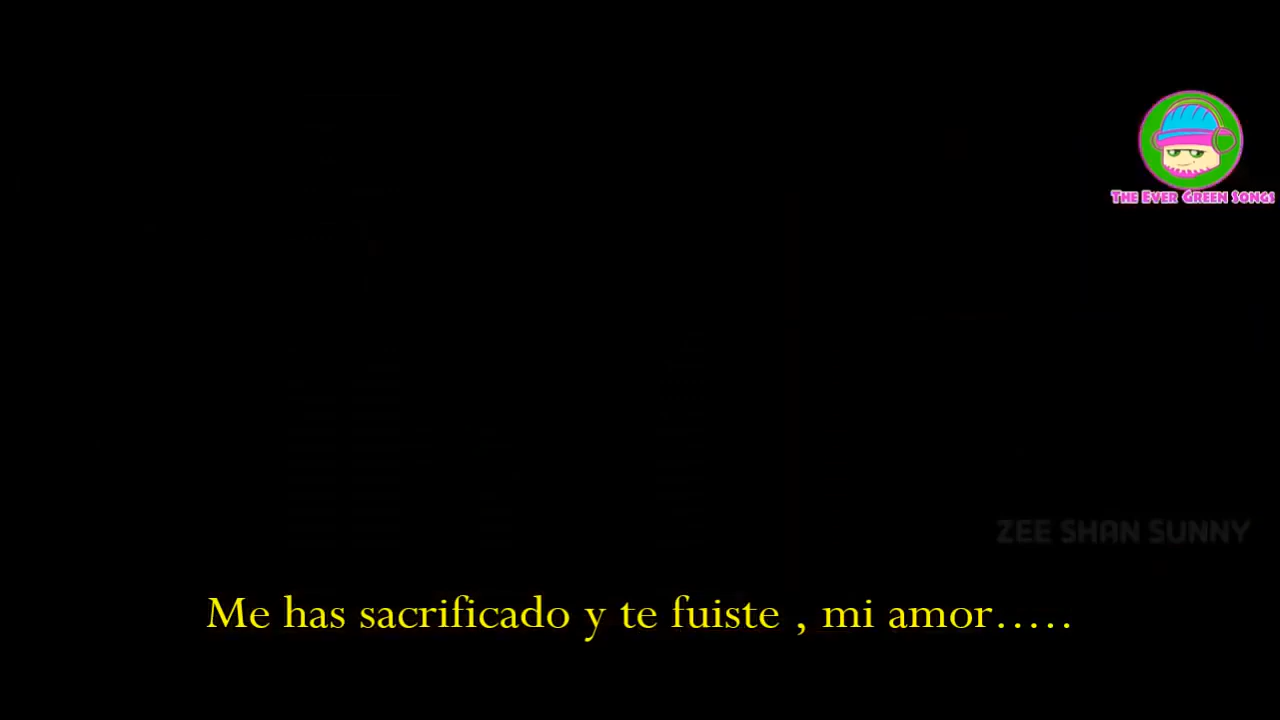 The Ever Green Songs
ZEE SHAN SUNNY
Me has sacrificado y te fuiste , mi amor.....